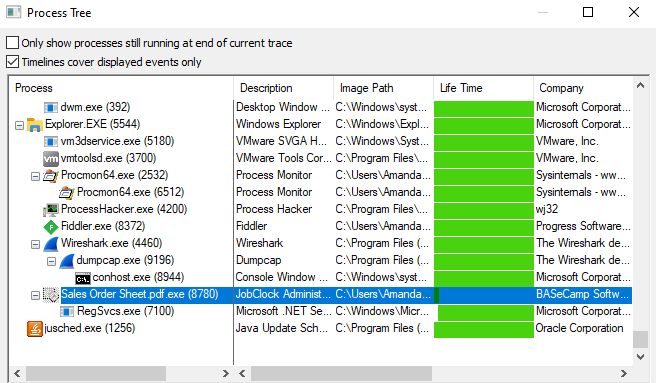 Process Tree
Only show processes still running at end of current trace
Timelines cover displayed events only
Process Description Image Path Life Time Company
dwm.exe (392) Desktop Window ... C:\Windows\syst... Microsoft Corporat...
Explorer.EXE (5544) Windows Explorer C:\Windows\Expl... Microsoft Corporat...
vm3dservice.exe (5180) VMware SVGA H... C:\Windows\Syst... VMware, Inc.
vm vmtoolsd.exe (3700) VMware Tools Cor... C:\Program Files\... VMware, Inc.
Procmon64.exe (2532) Process Monitor C:\Users\Amanda... Sysinternals - ww...
Procmon64.exe (6512) Process Monitor C:\Users\Amanda... Sysinternals - ww...
ProcessHacker.exe (4200) Process Hacker C:\Program Files\... wj32
F Fiddler.exe (8372) Fiddler C:\Users\Amanda... Progress Software...
Wireshark.exe (4460) Wireshark C:\Program Files (... The Wireshark de...
dumpcap.exe (9196) Dumpcap C:\Program Files (... The Wireshark de...
C:\ conhost.exe (8944) Console Window ... C:\Windows\syst... Microsoft Corporat...
Sales Order Sheet.pdf.exe (8780) JobClock Administ... C:\Users\Amanda... BASeCamp Softw...
RegSvcs.exe (7100) Microsoft .NET Se... C:\Windows\Micr... Microsoft Corporat...
jusched.exe (1256) Java Update Sch... C:\Program Files (... Oracle Corporation